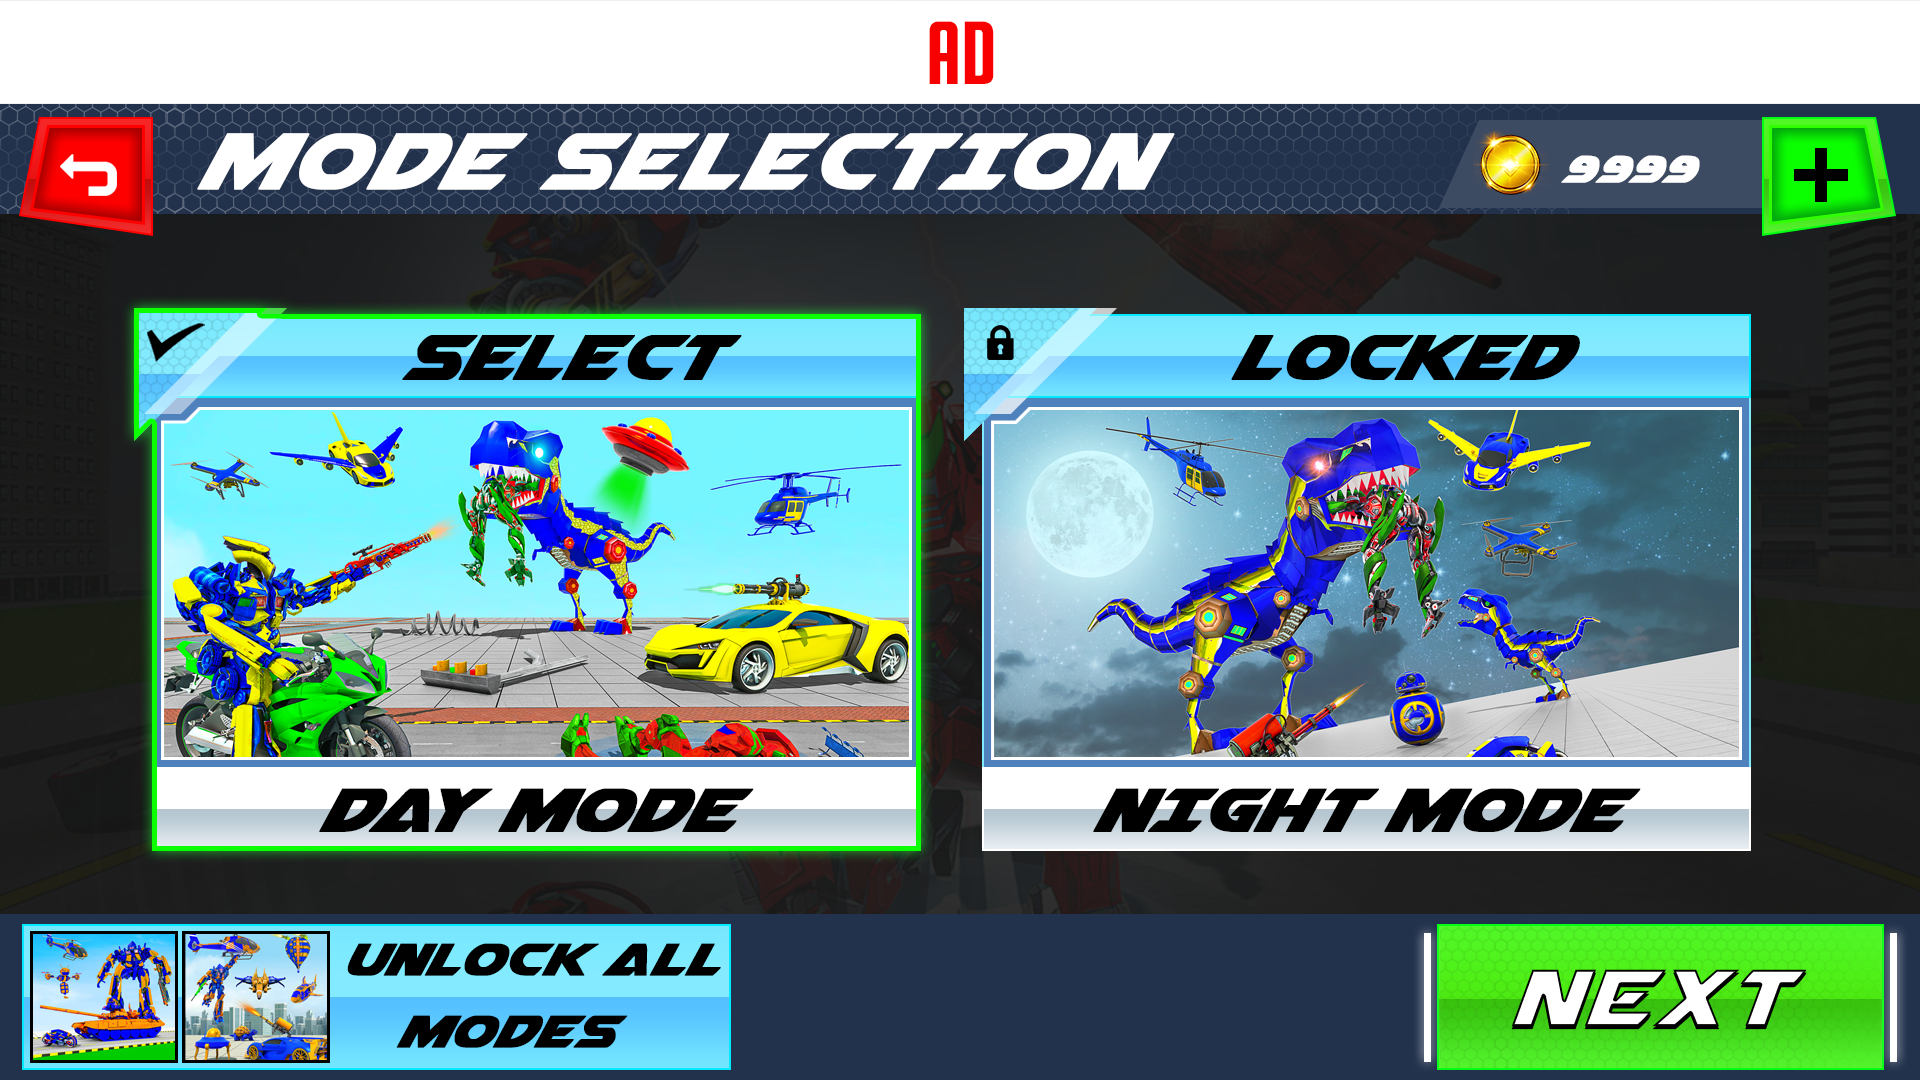 AD
MODE SELECTION
9999
SELECT
LOCKED
DAY MODE
NIGHT MODE
UNLOCK ALL
MODES
NEXT